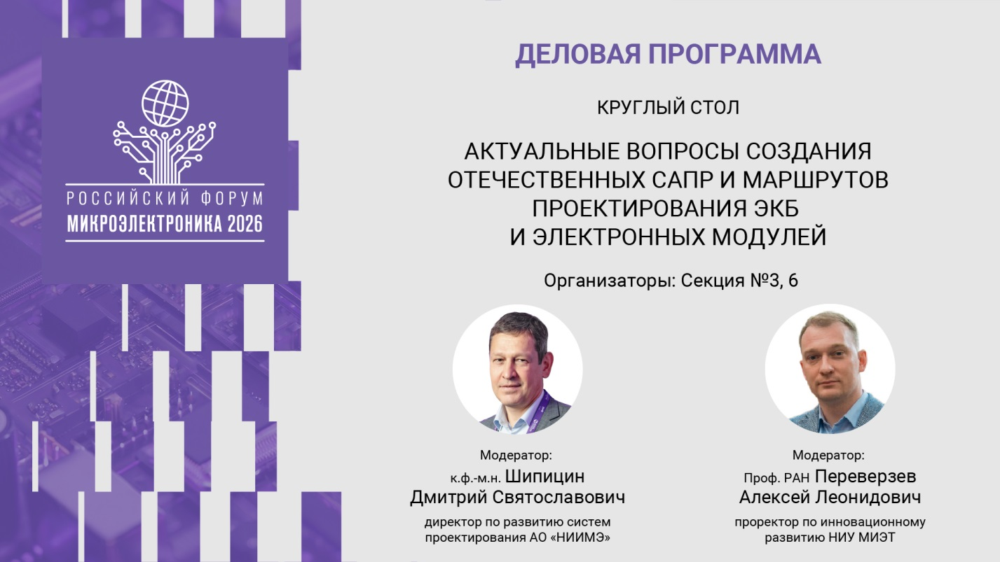 РОССИЙСКИЙ ФОРУМ
МИКРОЭЛЕКТРОНИКА 2026
ДЕЛОВАЯ ПРОГРАММА
КРУГЛЫЙ СТОЛ
АКТУАЛЬНЫЕ ВОПРОСЫ СОЗДАНИЯ
ОТЕЧЕСТВЕННЫХ САПР И МАРШРУТОВ
ПРОЕКТИРОВАНИЯ ЭКБ
И ЭЛЕКТРОННЫХ МОДУЛЕЙ
Организаторы: Секция №3, 6
Модератор:
к.ф.-м.н. Шипицин
Дмитрий Святославович
директор по развитию систем
проектирования АО «НИИМЭ»
Модератор:
Проф. РАН Переверзев
Алексей Леонидович
проректор по инновационному
развитию НИУ МИЭТ